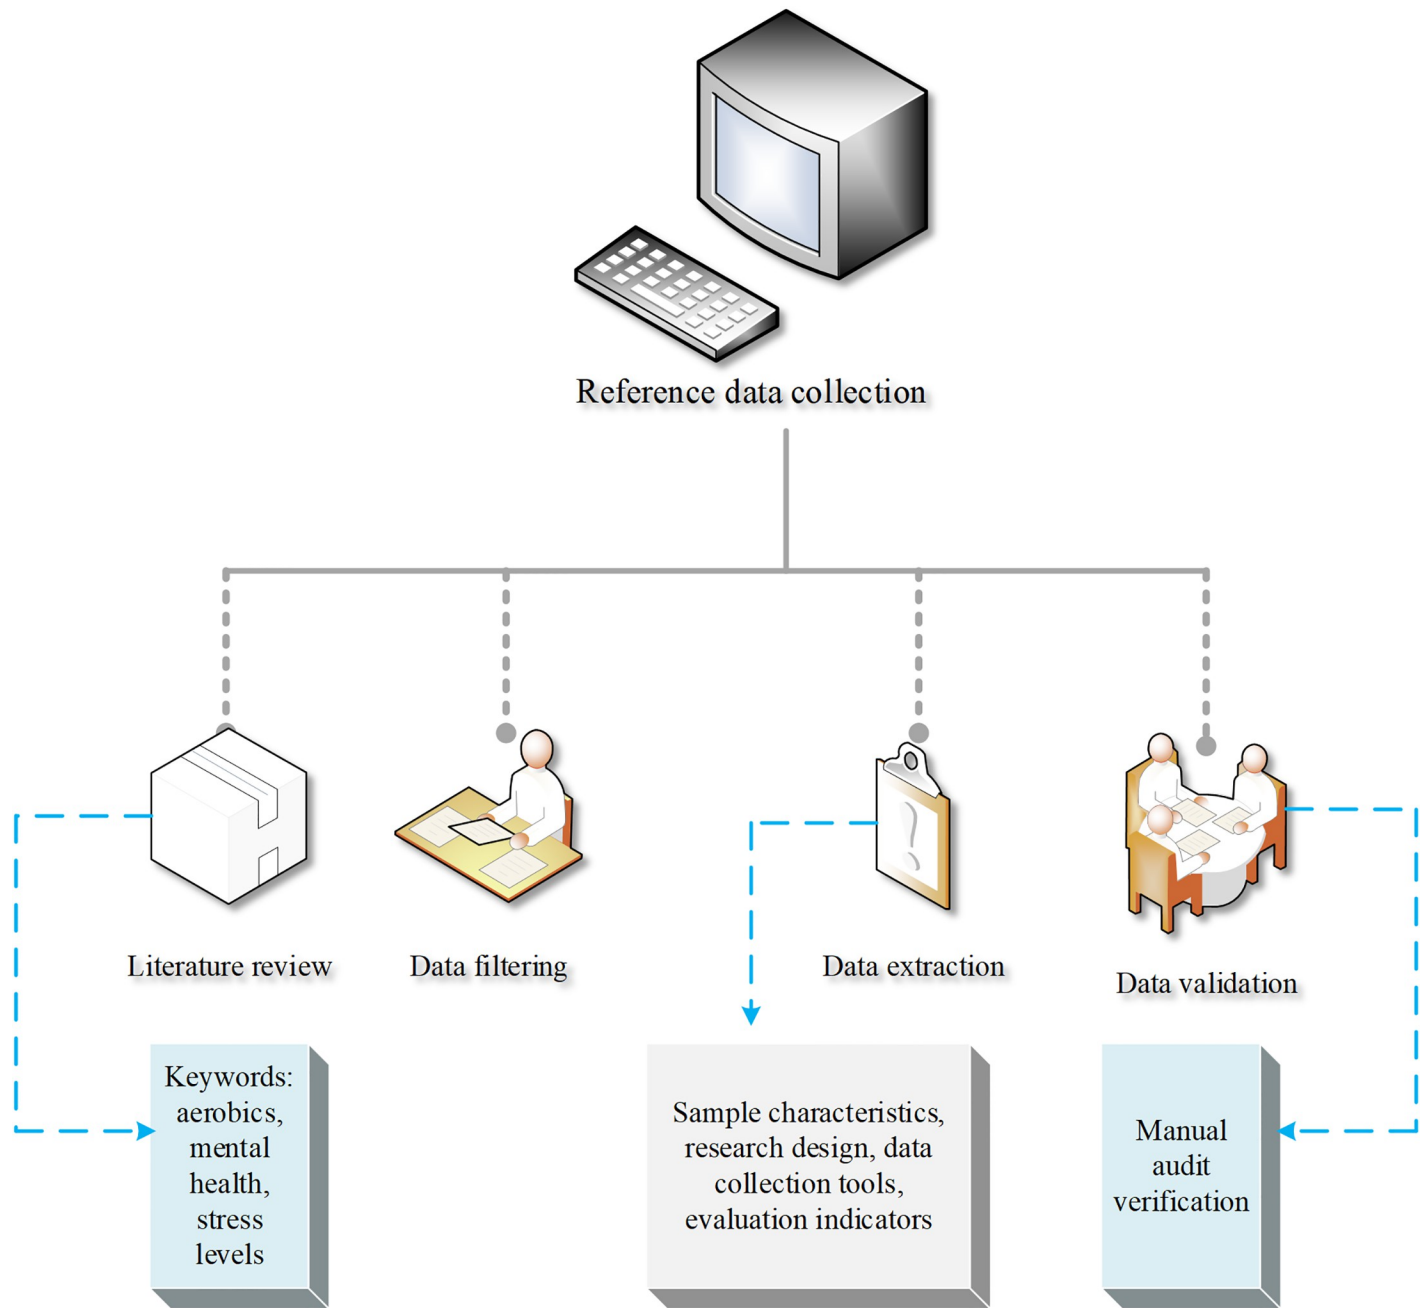 Reference data collection
Literature review
Data filtering
Data extraction
Data validation
Keywords:
aerobics,
mental
health,
stress
levels
Sample characteristics,
research design, data
collection tools,
evaluation indicators
Manual
audit
verification